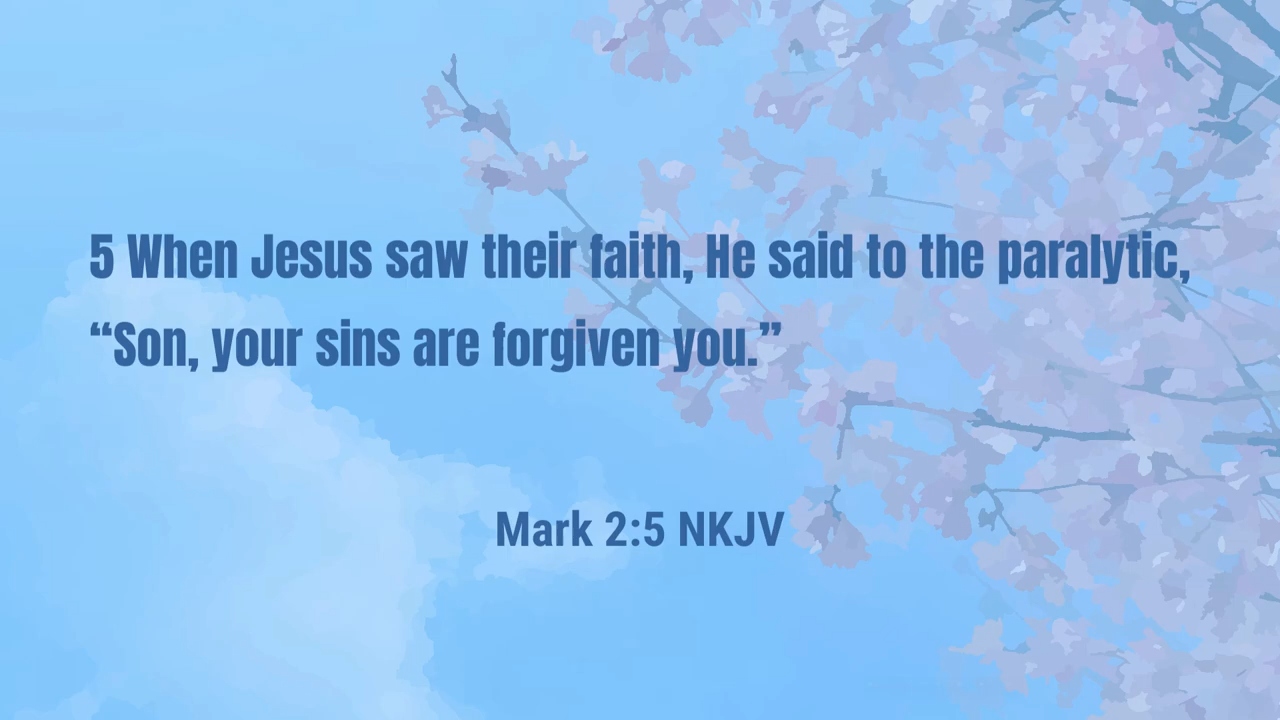 5 When Jesus saw their faith, He said to the paralytic,
“Son, your sins are forgiven you.”
Mark 2:5 NKJV